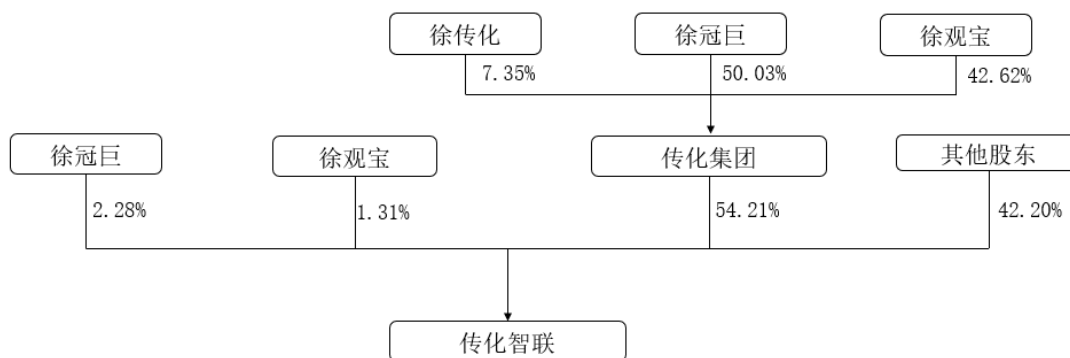 徐传化
徐冠巨
徐观宝
7.35%
50.03%
42.62%
徐冠巨
徐观宝
传化集团
其他股东
2.28%
1.31%
54.21%
42.20%
传化智联